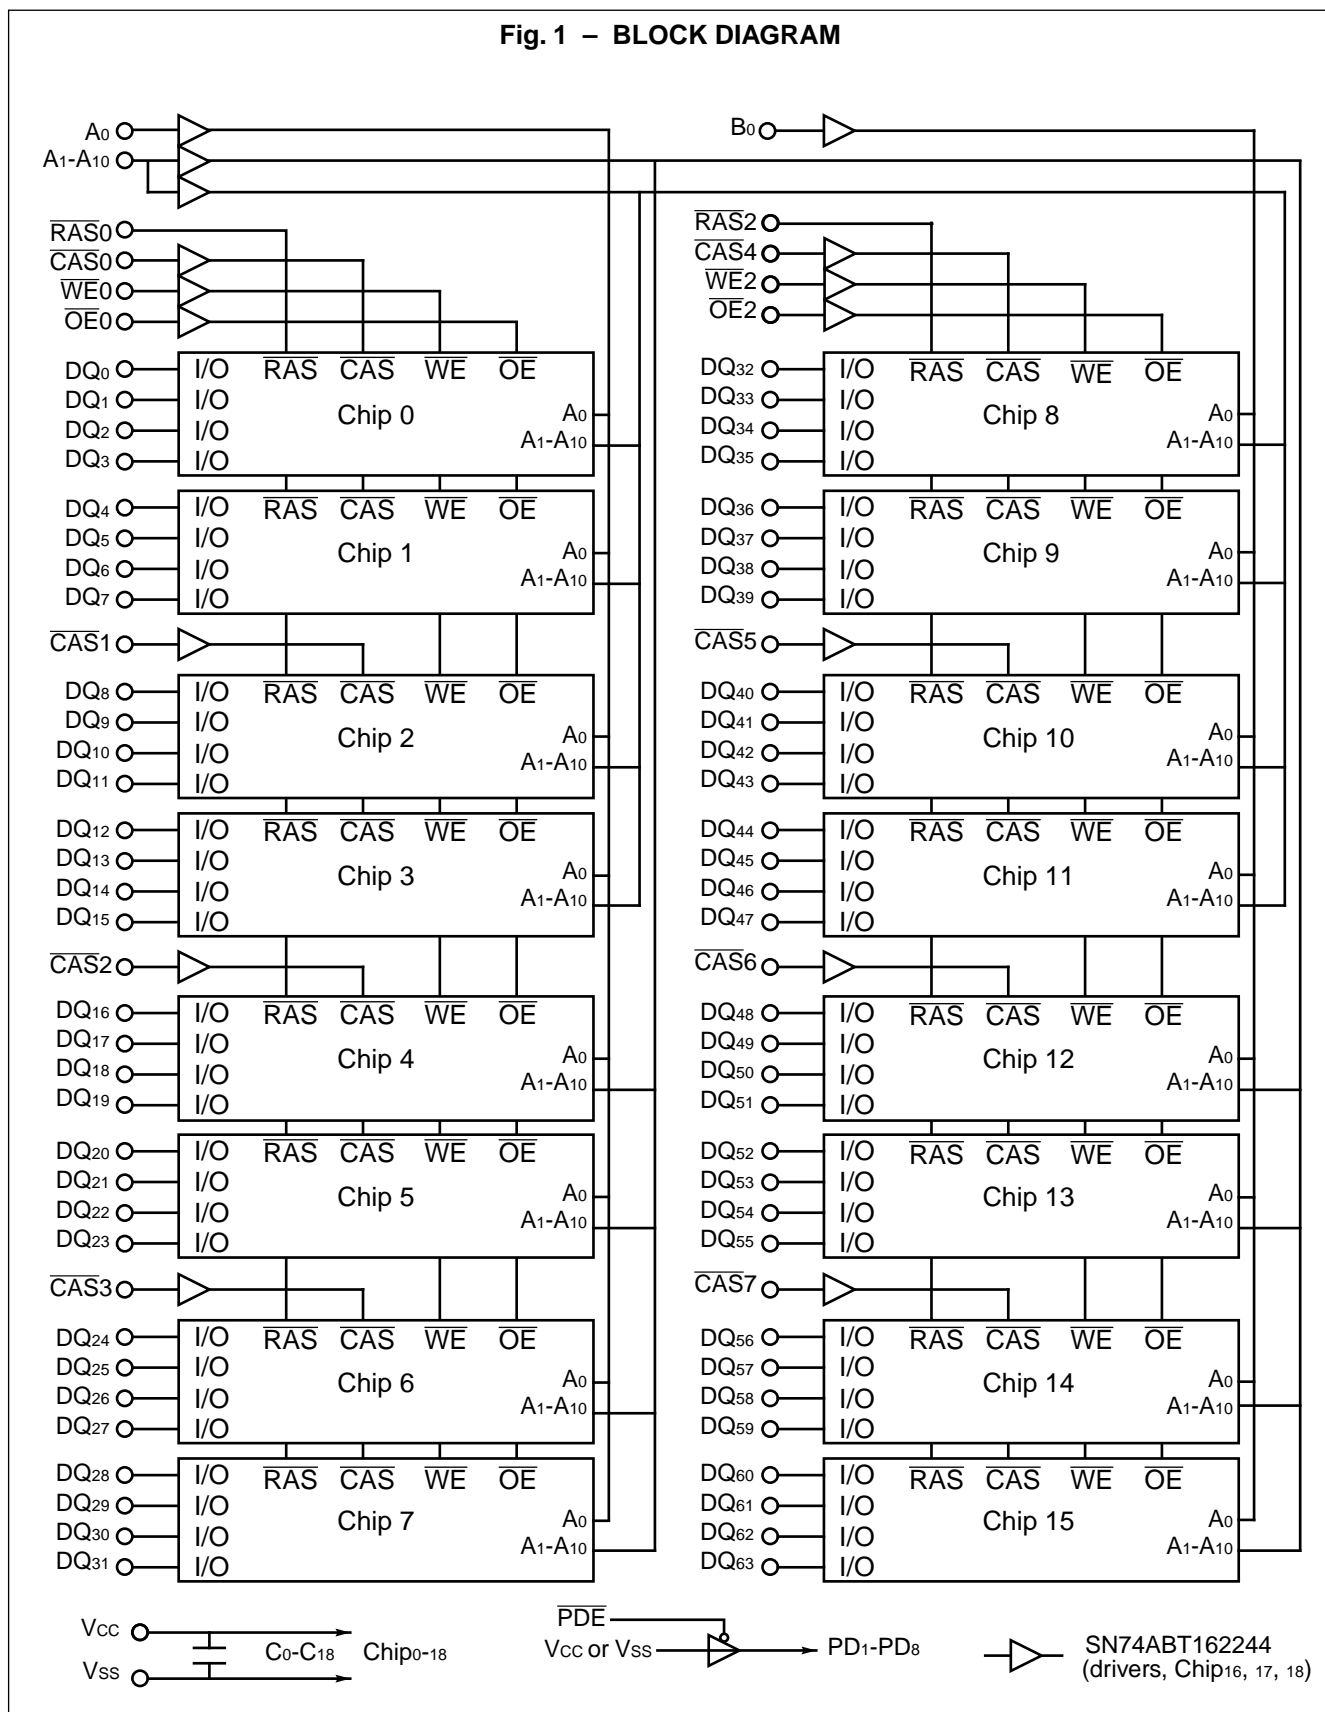 Fig. 1 – BLOCK DIAGRAM
A0
A1-A10
B0
RAS0
CAS0
WE0
OE0
RAS2
CAS4
WE2
OE2
DQ0 I/O RAS CAS WE OE
DQ1 I/O Chip 0 A0
DQ2 I/O A1-A10
DQ3 I/O
DQ4 I/O RAS CAS WE OE
DQ5 I/O Chip 1 A0
DQ6 I/O A1-A10
DQ7 I/O
CAS1
DQ8 I/O RAS CAS WE OE
DQ9 I/O Chip 2 A0
DQ10 I/O A1-A10
DQ11 I/O
DQ12 I/O RAS CAS WE OE
DQ13 I/O Chip 3 A0
DQ14 I/O A1-A10
DQ15 I/O
CAS2
DQ16 I/O RAS CAS WE OE
DQ17 I/O Chip 4 A0
DQ18 I/O A1-A10
DQ19 I/O
DQ20 I/O RAS CAS WE OE
DQ21 I/O Chip 5 A0
DQ22 I/O A1-A10
DQ23 I/O
CAS3
DQ24 I/O RAS CAS WE OE
DQ25 I/O Chip 6 A0
DQ26 I/O A1-A10
DQ27 I/O
DQ28 I/O RAS CAS WE OE
DQ29 I/O Chip 7 A0
DQ30 I/O A1-A10
DQ31 I/O
DQ32 I/O RAS CAS WE OE
DQ33 I/O Chip 8 A0
DQ34 I/O A1-A10
DQ35 I/O
DQ36 I/O RAS CAS WE OE
DQ37 I/O Chip 9 A0
DQ38 I/O A1-A10
DQ39 I/O
CAS5
DQ40 I/O RAS CAS WE OE
DQ41 I/O Chip 10 A0
DQ42 I/O A1-A10
DQ43 I/O
DQ44 I/O RAS CAS WE OE
DQ45 I/O Chip 11 A0
DQ46 I/O A1-A10
DQ47 I/O
CAS6
DQ48 I/O RAS CAS WE OE
DQ49 I/O Chip 12 A0
DQ50 I/O A1-A10
DQ51 I/O
DQ52 I/O RAS CAS WE OE
DQ53 I/O Chip 13 A0
DQ54 I/O A1-A10
DQ55 I/O
CAS7
DQ56 I/O RAS CAS WE OE
DQ57 I/O Chip 14 A0
DQ58 I/O A1-A10
DQ59 I/O
DQ60 I/O RAS CAS WE OE
DQ61 I/O Chip 15 A0
DQ62 I/O A1-A10
DQ63 I/O
VCC
C0-C18 Chip0-18
VSS
PDE
VCC or VSS PD1-PD8
SN74ABT162244
(drivers, Chip16, 17, 18)